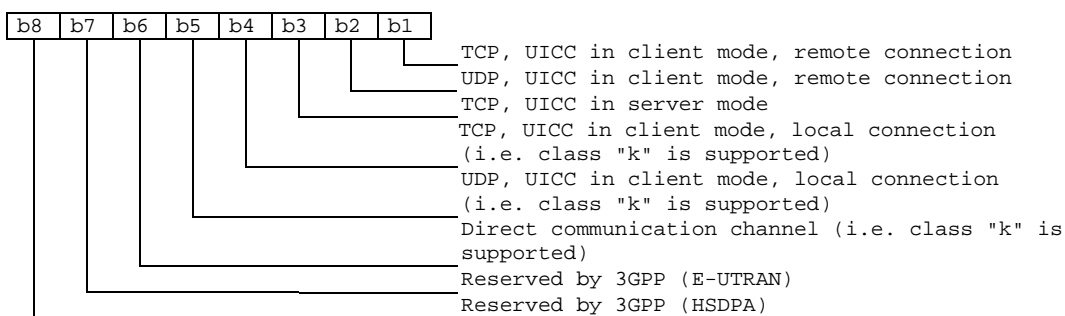 b8 b7 b6 b5 b4 b3 b2 b1
TCP, UICC in client mode, remote connection
UDP, UICC in client mode, remote connection
TCP, UICC in server mode
TCP, UICC in client mode, local connection
(i.e. class "k" is supported)
UDP, UICC in client mode, local connection
(i.e. class "k" is supported)
Direct communication channel (i.e. class "k" is
supported)
Reserved by 3GPP (E-UTRAN)
Reserved by 3GPP (HSDPA)